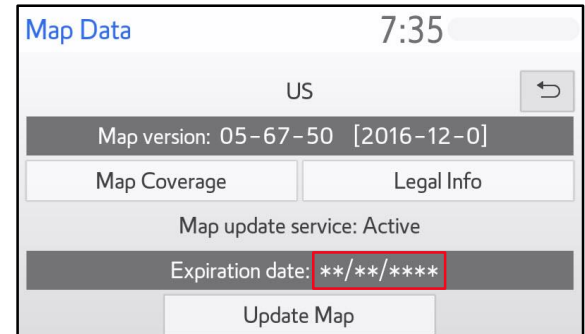 Map Data 7:35
US
Map version: 05-67-50 [2016-12-0]
Map Coverage Legal Info
Map update service: Active
Expiration date: **/**/****
Update Map